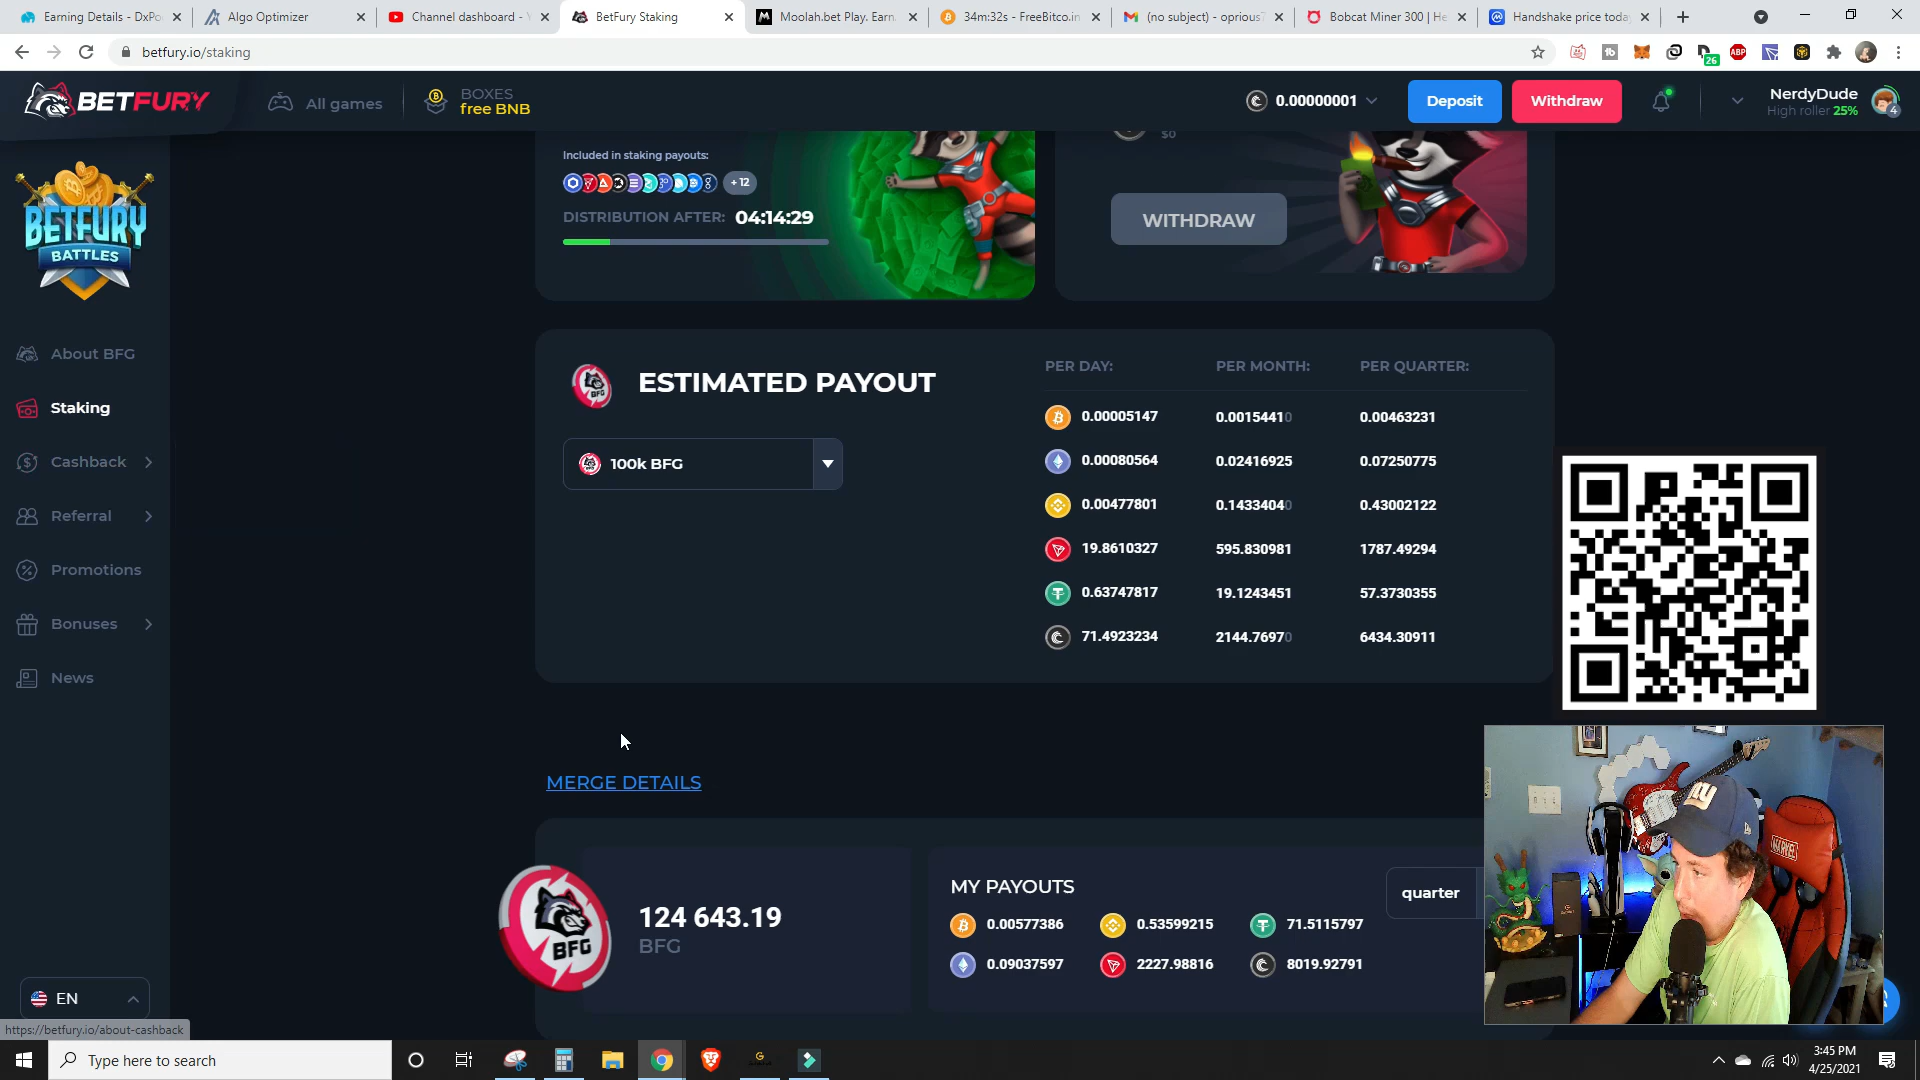 Earning Details - DxPo
Algo Optimizer
Channel dashboard - Y
BetFury Staking
Moolah.bet Play. Earn.
34m:32s - FreeBitco.in
(no subject) - oprious7
Bobcat Miner 300 | He
Handshake price toda
betfury.io/staking
ABP
26
BETFURY
All games
BOXES
free BNB
0.00000001
Deposit
Withdraw
NerdyDude
High roller 25%
4
BETFURY
BATTLES
About BFG
Staking
Cashback
Referral
Promotions
Bonuses
News
EN
https://betfury.io/about-cashback
Included in staking payouts:
+ 12
DISTRIBUTION AFTER: 04:14:29
$0
WITHDRAW
ESTIMATED PAYOUT
100k BFG
PER DAY: PER MONTH: PER QUARTER:
0.00005147 0.00154410 0.00463231
0.00080564 0.02416925 0.07250775
0.00477801 0.14334040 0.43002122
19.8610327 595.830981 1787.49294
0.63747817 19.1243451 57.3730355
71.4923234 2144.76970 6434.30911
MERGE DETAILS
BFG
124 643.19
BFG
MY PAYOUTS
quarter
0.00577386 0.53599215 71.5115797
0.09037597 2227.98816 8019.92791
NY
MARVEL
Type here to search
3:45 PM
4/25/2021